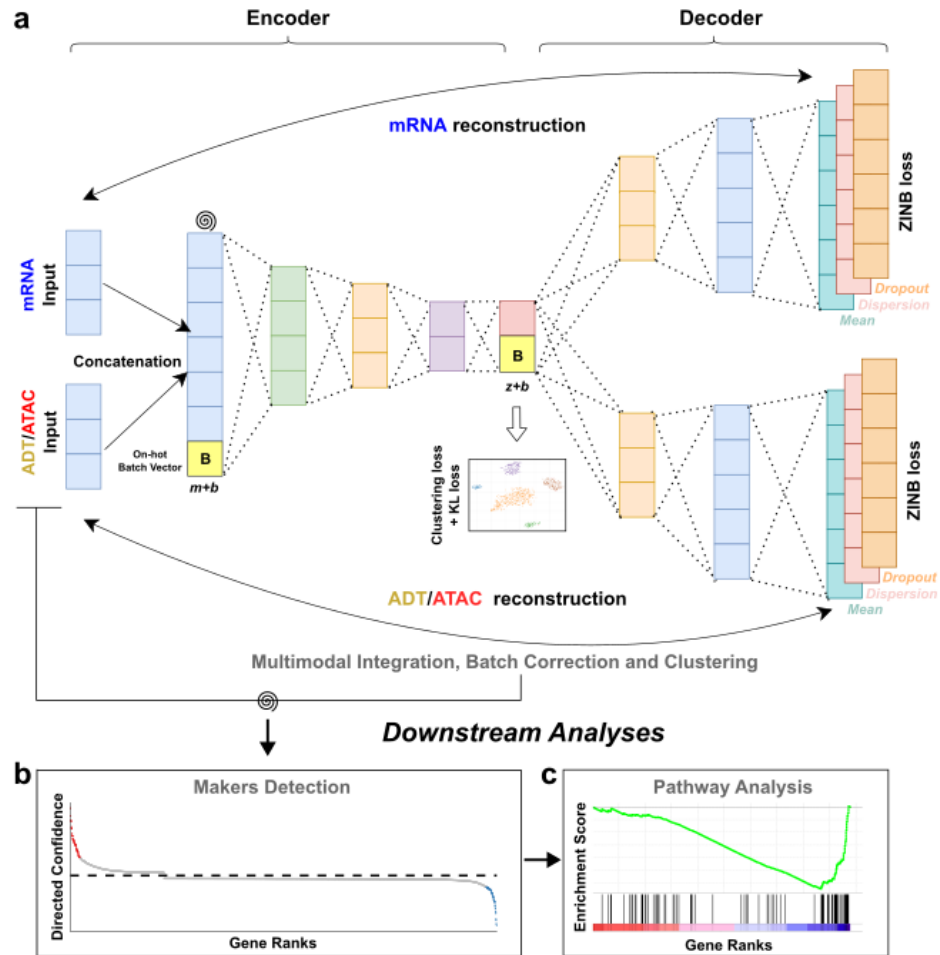 a
Encoder
Decoder
mRNA reconstruction
mRNA
Input
ZINB loss
Dropout
Dispersion
Mean
Concatenation
B
z+b
ADT/ATAC
Input
On-hot
Batch Vector
B
m+b
Clustering loss
+ KL loss
ZINB loss
Dropout
Dispersion
Mean
ADT/ATAC reconstruction
Multimodal Integration, Batch Correction and Clustering
Downstream Analyses
b
Makers Detection
Directed Confidence
Gene Ranks
c
Pathway Analysis
Enrichment Score
Gene Ranks